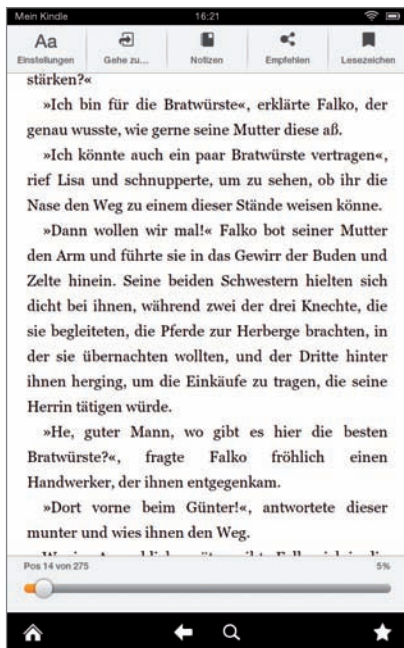 Mein Kindle 16:21
Aa
Einstellungen Gehe zu... Notizen Empfehlen Lesezeichen
stärken?«
»Ich bin für die Bratwürste«, erklärte Falko, der
genau wusste, wie gerne seine Mutter diese aß.
»Ich könnte auch ein paar Bratwürste vertragen«,
rief Lisa und schnupperte, um zu sehen, ob ihr die
Nase den Weg zu einem dieser Stände weisen könne.
»Dann wollen wir mal!« Falko bot seiner Mutter
den Arm und führte sie in das Gewirr der Buden und
Zelte hinein. Seine beiden Schwestern hielten sich
dicht bei ihnen, während zwei der drei Knechte, die
sie begleiteten, die Pferde zur Herberge brachten, in
der sie übernachten wollten, und der Dritte hinter
ihnen herging, um die Einkäufe zu tragen, die seine
Herrin tätigen würde.
»He, guter Mann, wo gibt es hier die besten
Bratwürste?«, fragte Falko fröhlich einen
Handwerker, der ihnen entgegenkam.
»Dort vorne beim Günter!«, antwortete dieser
munter und wies ihnen den Weg.
Pos 14 von 275 5%